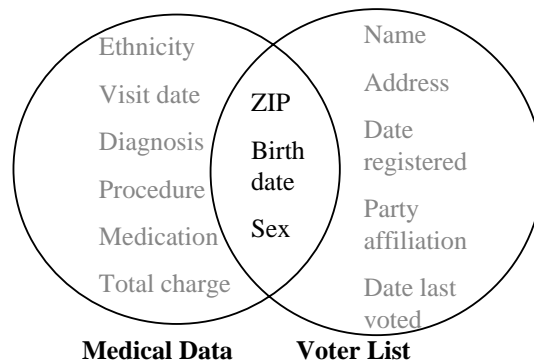 Ethnicity
Visit date
Diagnosis
Procedure
Medication
Total charge
ZIP
Birth
date
Sex
Name
Address
Date
registered
Party
affiliation
Date last
voted
Medical Data
Voter List